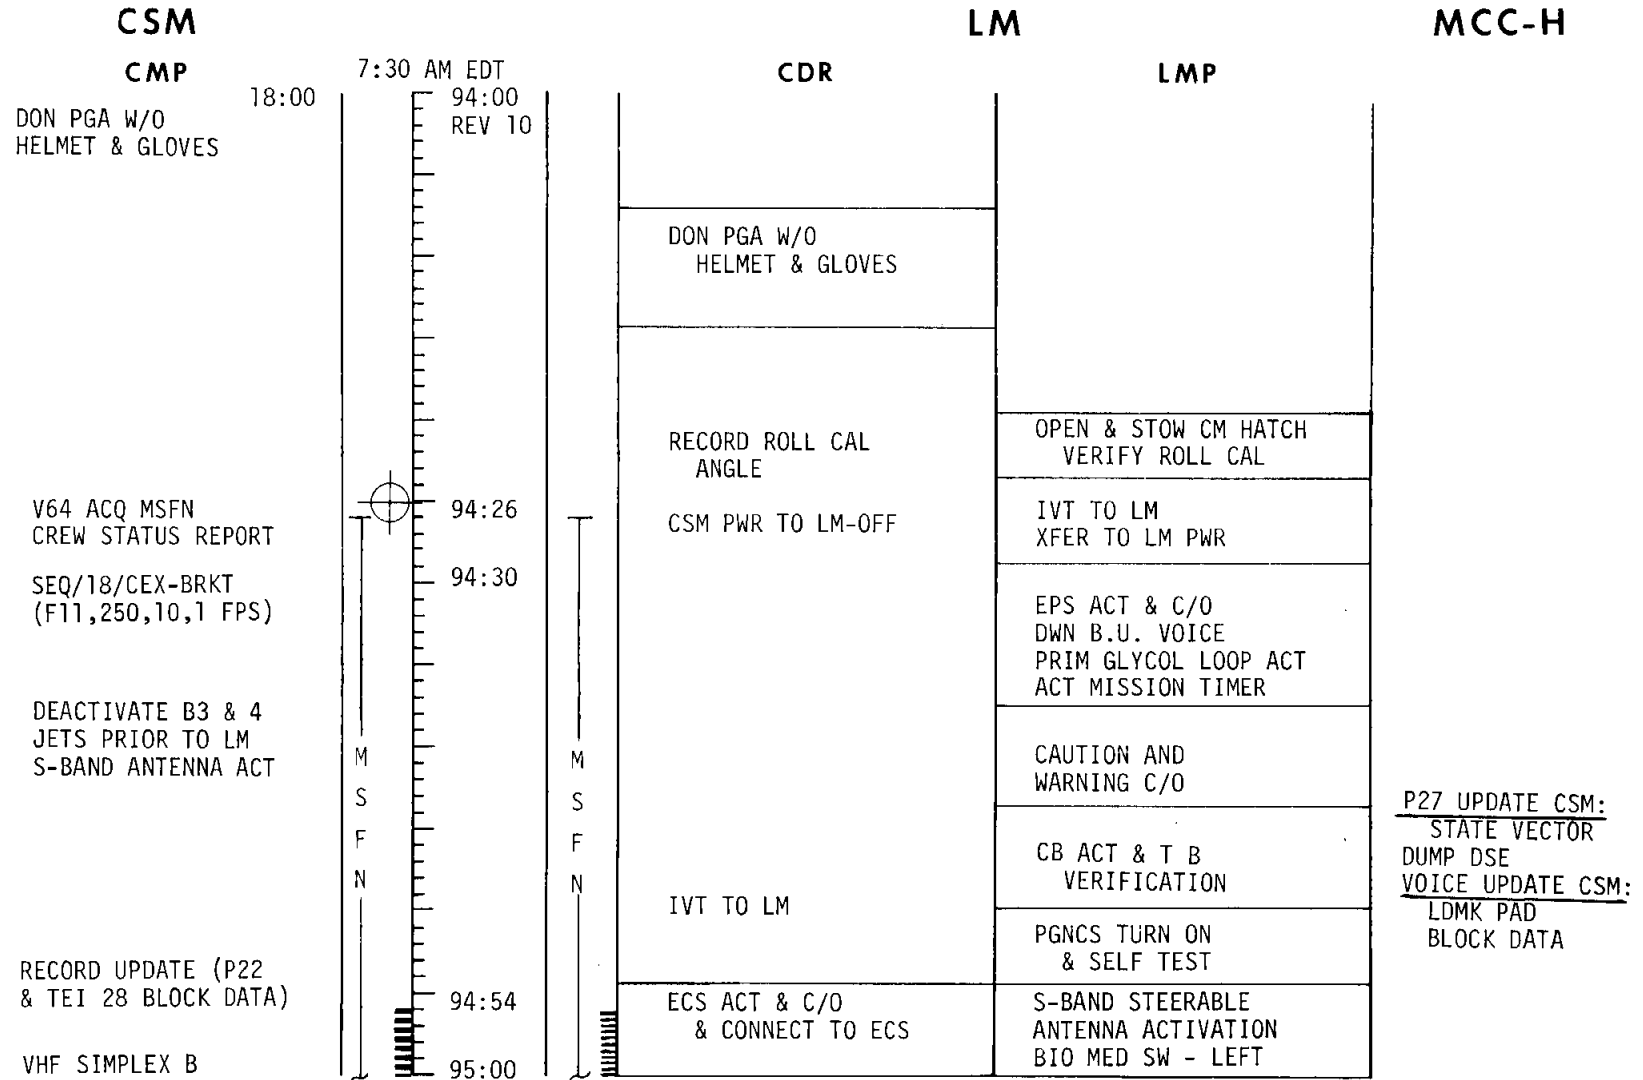 CSM
LM
MCC-H
CMP
7:30 AM EDT
CDR
LMP
18:00
94:00
REV 10
DON PGA W/O
HELMET & GLOVES
DON PGA W/O
HELMET & GLOVES
RECORD ROLL CAL
ANGLE
OPEN & STOW CM HATCH
VERIFY ROLL CAL
V64 ACQ MSFN
CREW STATUS REPORT
94:26
CSM PWR TO LM-OFF
IVT TO LM
XFER TO LM PWR
SEQ/18/CEX-BRKT
(F11,250,10,1 FPS)
94:30
EPS ACT & C/O
DWN B.U. VOICE
PRIM GLYCOL LOOP ACT
ACT MISSION TIMER
DEACTIVATE B3 & 4
JETS PRIOR TO LM
S-BAND ANTENNA ACT
M
S
F
N
M
S
F
N
CAUTION AND
WARNING C/O
P27 UPDATE CSM:
STATE VECTOR
DUMP DSE
VOICE UPDATE CSM:
LDMK PAD
BLOCK DATA
CB ACT & T B
VERIFICATION
IVT TO LM
PGNCS TURN ON
& SELF TEST
RECORD UPDATE (P22
& TEI 28 BLOCK DATA)
94:54
ECS ACT & C/O
& CONNECT TO ECS
S-BAND STEERABLE
ANTENNA ACTIVATION
BIO MED SW - LEFT
VHF SIMPLEX B
95:00